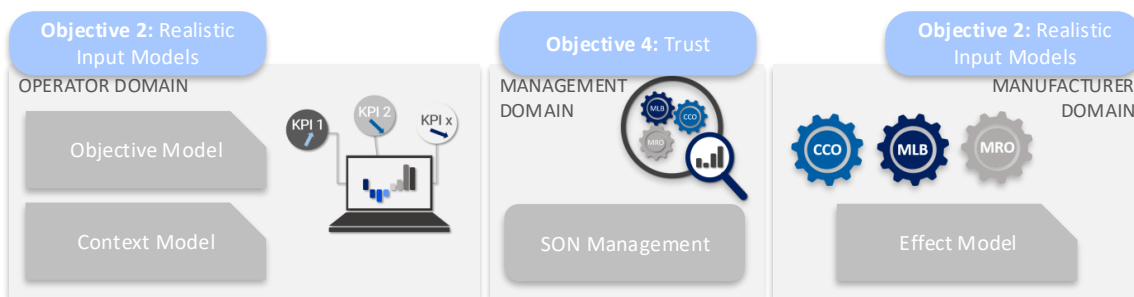 Objective 2: Realistic
Input Models
OPERATOR DOMAIN
Objective Model
Context Model
KPI 1
KPI 2
KPI x
Objective 4: Trust
MANAGEMENT
DOMAIN
MLB
CCO
MRO
SON Management
Objective 2: Realistic
Input Models
MANUFACTURER
DOMAIN
CCO
MLB
MRO
Effect Model